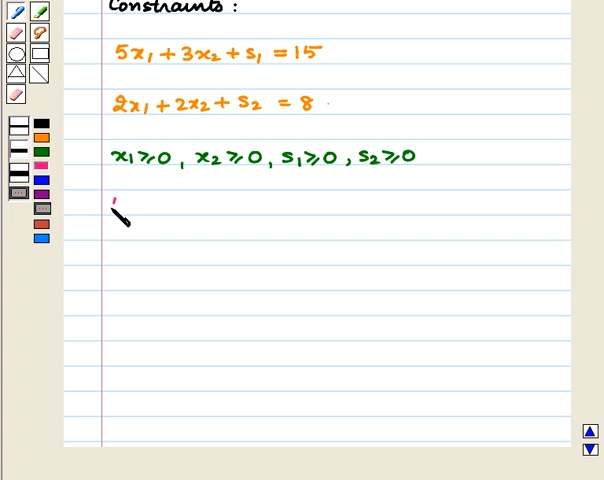 Constraints :
5x₁ + 3x₂ + s₁ = 15
2x₁ + 2x₂ + s₂ = 8
x₁ ≥ 0 , x₂ ≥ 0 , s₁ ≥ 0 , s₂ ≥ 0